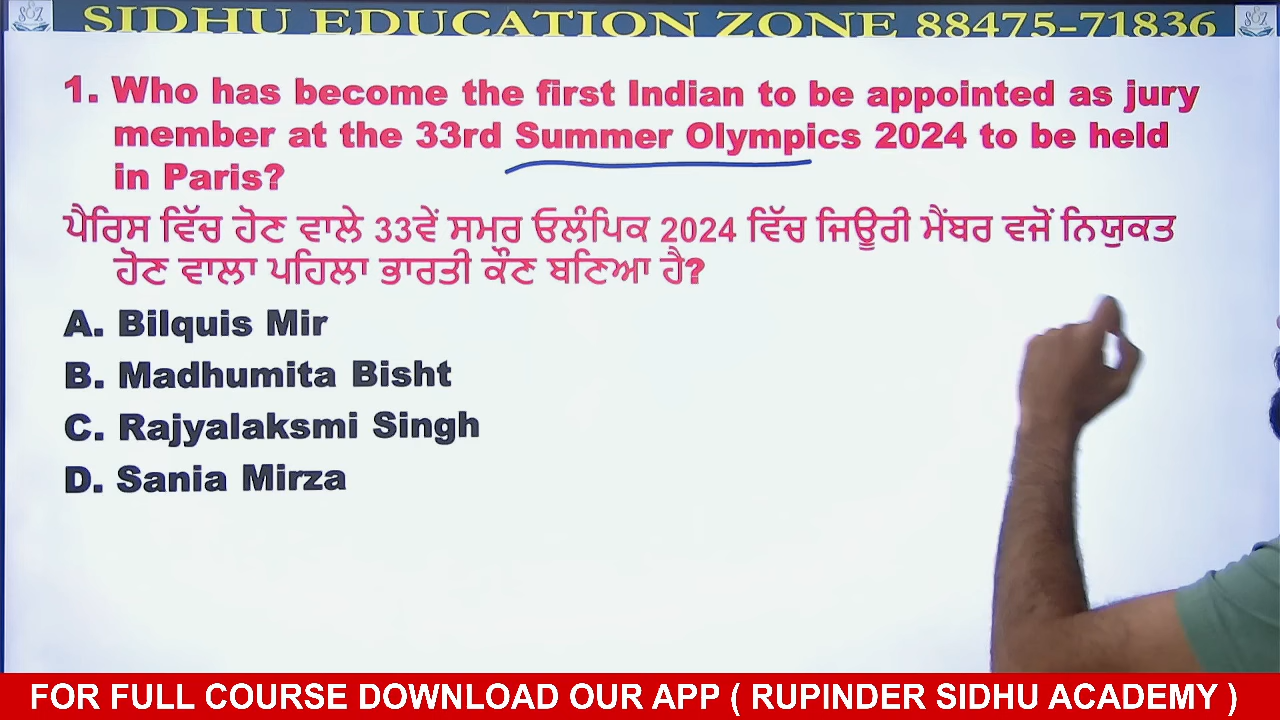 SIDHU EDUCATION ZONE 88475-71836
1. Who has become the first Indian to be appointed as jury
member at the 33rd Summer Olympics 2024 to be held
in Paris?
ਪੈਰਿਸ ਵਿੱਚ ਹੋਣ ਵਾਲੇ 33ਵੇਂ ਸਮਰ ਓਲੰਪਿਕ 2024 ਵਿੱਚ ਜਿਊਰੀ ਮੈਂਬਰ ਵਜੋਂ ਨਿਯੁਕਤ
ਹੋਣ ਵਾਲਾ ਪਹਿਲਾ ਭਾਰਤੀ ਕੌਣ ਬਣਿਆ ਹੈ?
A. Bilquis Mir
B. Madhumita Bisht
C. Rajyalaksmi Singh
D. Sania Mirza
FOR FULL COURSE DOWNLOAD OUR APP ( RUPINDER SIDHU ACADEMY )